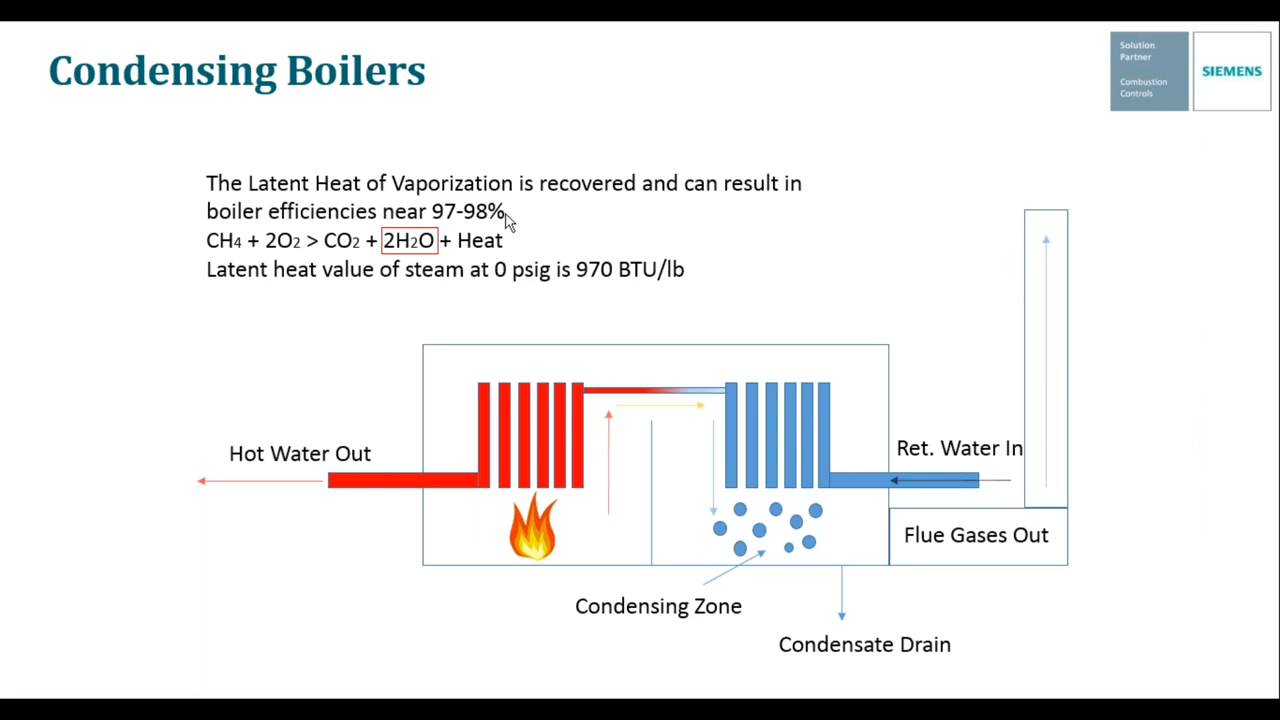 Condensing Boilers
Solution
Partner
Combustion
Controls
SIEMENS
The Latent Heat of Vaporization is recovered and can result in
boiler efficiencies near 97-98%
CH4 + 2O2 > CO2 + 2H2O + Heat
Latent heat value of steam at 0 psig is 970 BTU/lb
Hot Water Out
Ret. Water In
Flue Gases Out
Condensing Zone
Condensate Drain